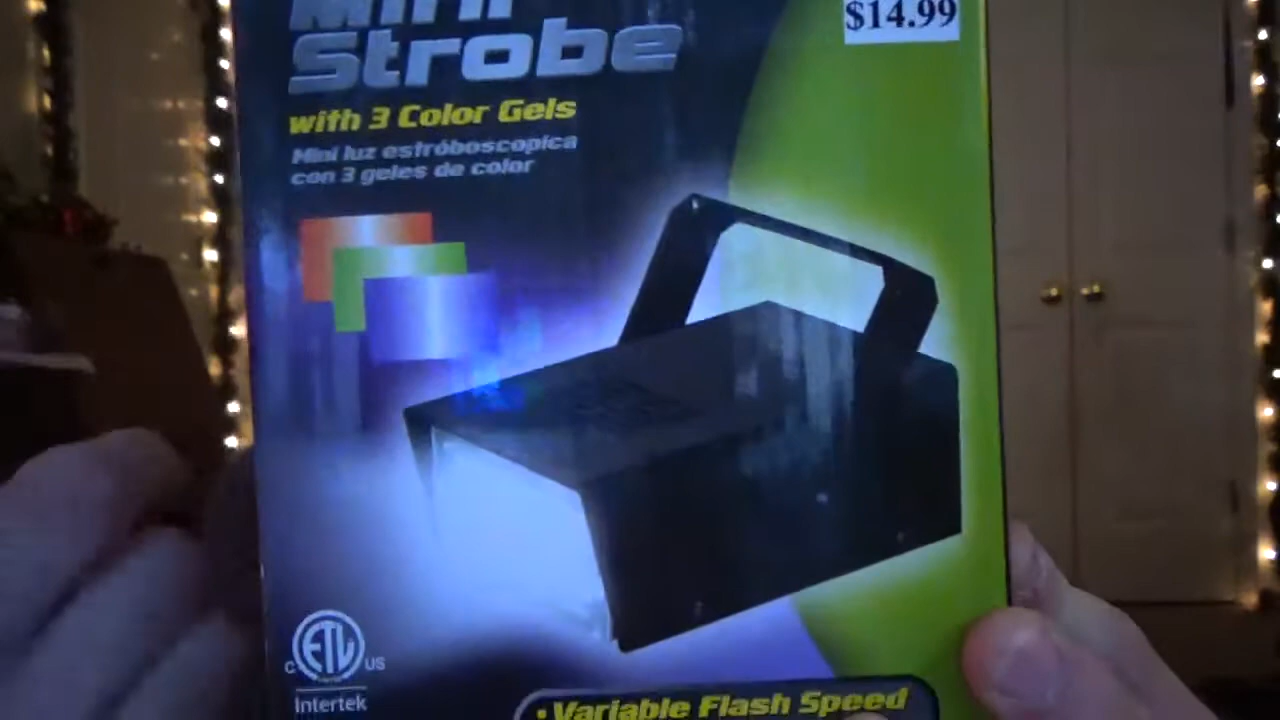 Mini
$14.99
Strobe
with 3 Color Gels
Mini luz estróboscopica
con 3 geles de color
ETL
C US
Intertek
• Variable Flash Speed